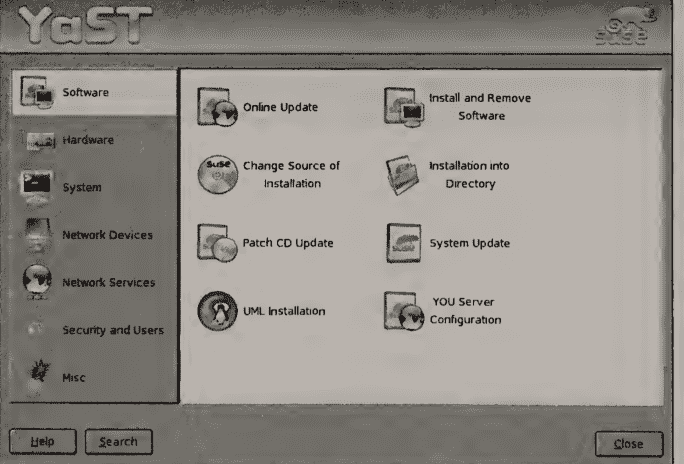 YaST
suse
Software
Hardware
System
Network Devices
Network Services
Security and Users
Misc
Online Update
Install and Remove
Software
suse
Change Source of
Installation
Installation into
Directory
Patch CD Update
System Update
UML Installation
YOU Server
Configuration
Help
Search
Close